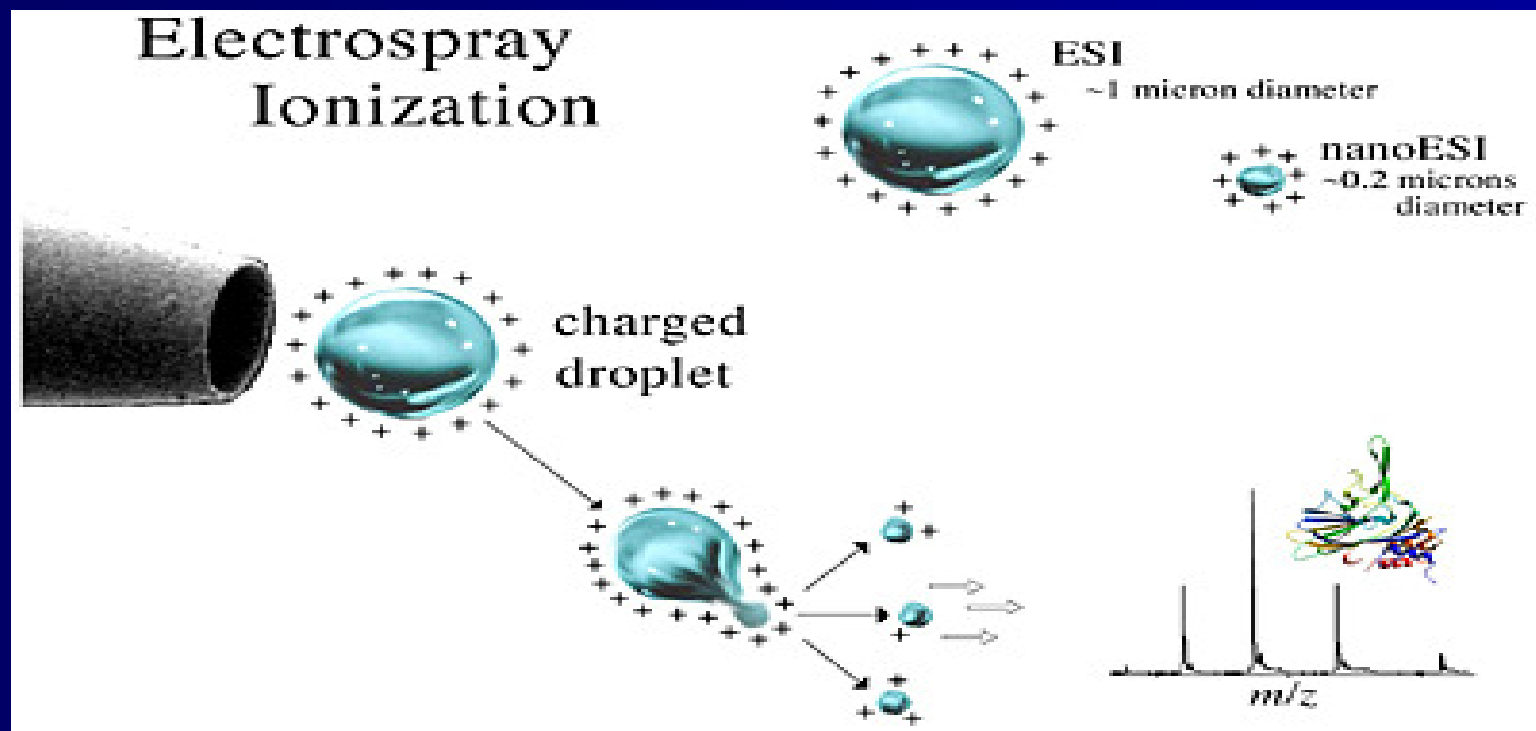 Electrospray
Ionization
ESI
~1 micron diameter
nanoESI
~0.2 microns
diameter
charged
droplet
m/z